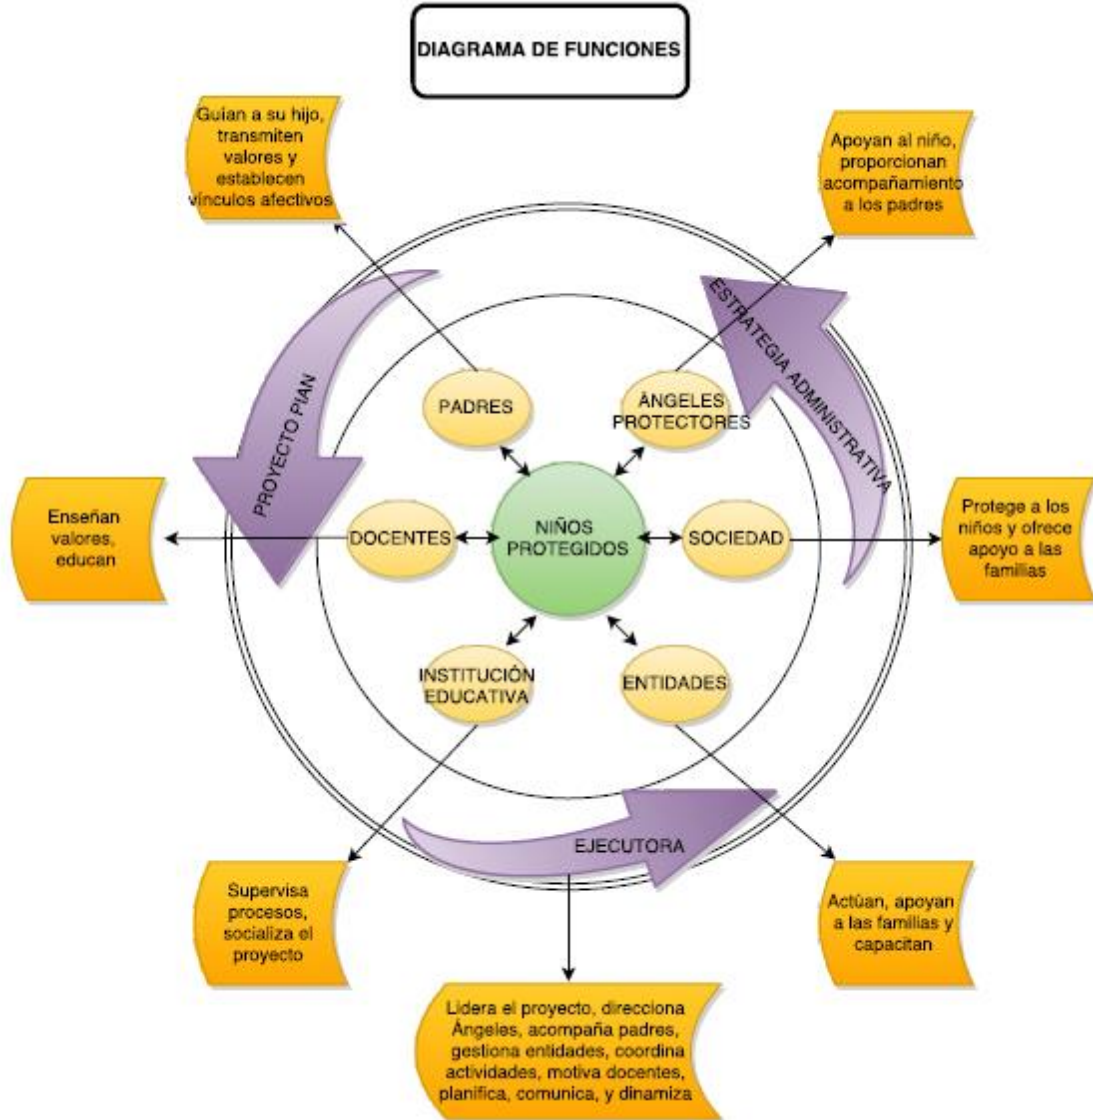 DIAGRAMA DE FUNCIONES
Guían a su hijo,
transmiten
valores y
establecen
vínculos afectivos
Apoyan al niño,
proporcionan
acompañamiento
a los padres
PROYECTO PIAN
ESTRATEGIA ADMINISTRATIVA
PADRES
ÀNGELES
PROTECTORES
Enseñan
valores,
educan
DOCENTES
NIÑOS
PROTEGIDOS
SOCIEDAD
Protege a los
niños y ofrece
apoyo a las
familias
INSTITUCIÓN
EDUCATIVA
ENTIDADES
EJECUTORA
Supervisa
procesos,
socializa el
proyecto
Actúan, apoyan
a las familias y
capacitan
Lidera el proyecto, direcciona
Ángeles, acompaña padres,
gestiona entidades, coordina
actividades, motiva docentes,
planifica, comunica, y dinamiza